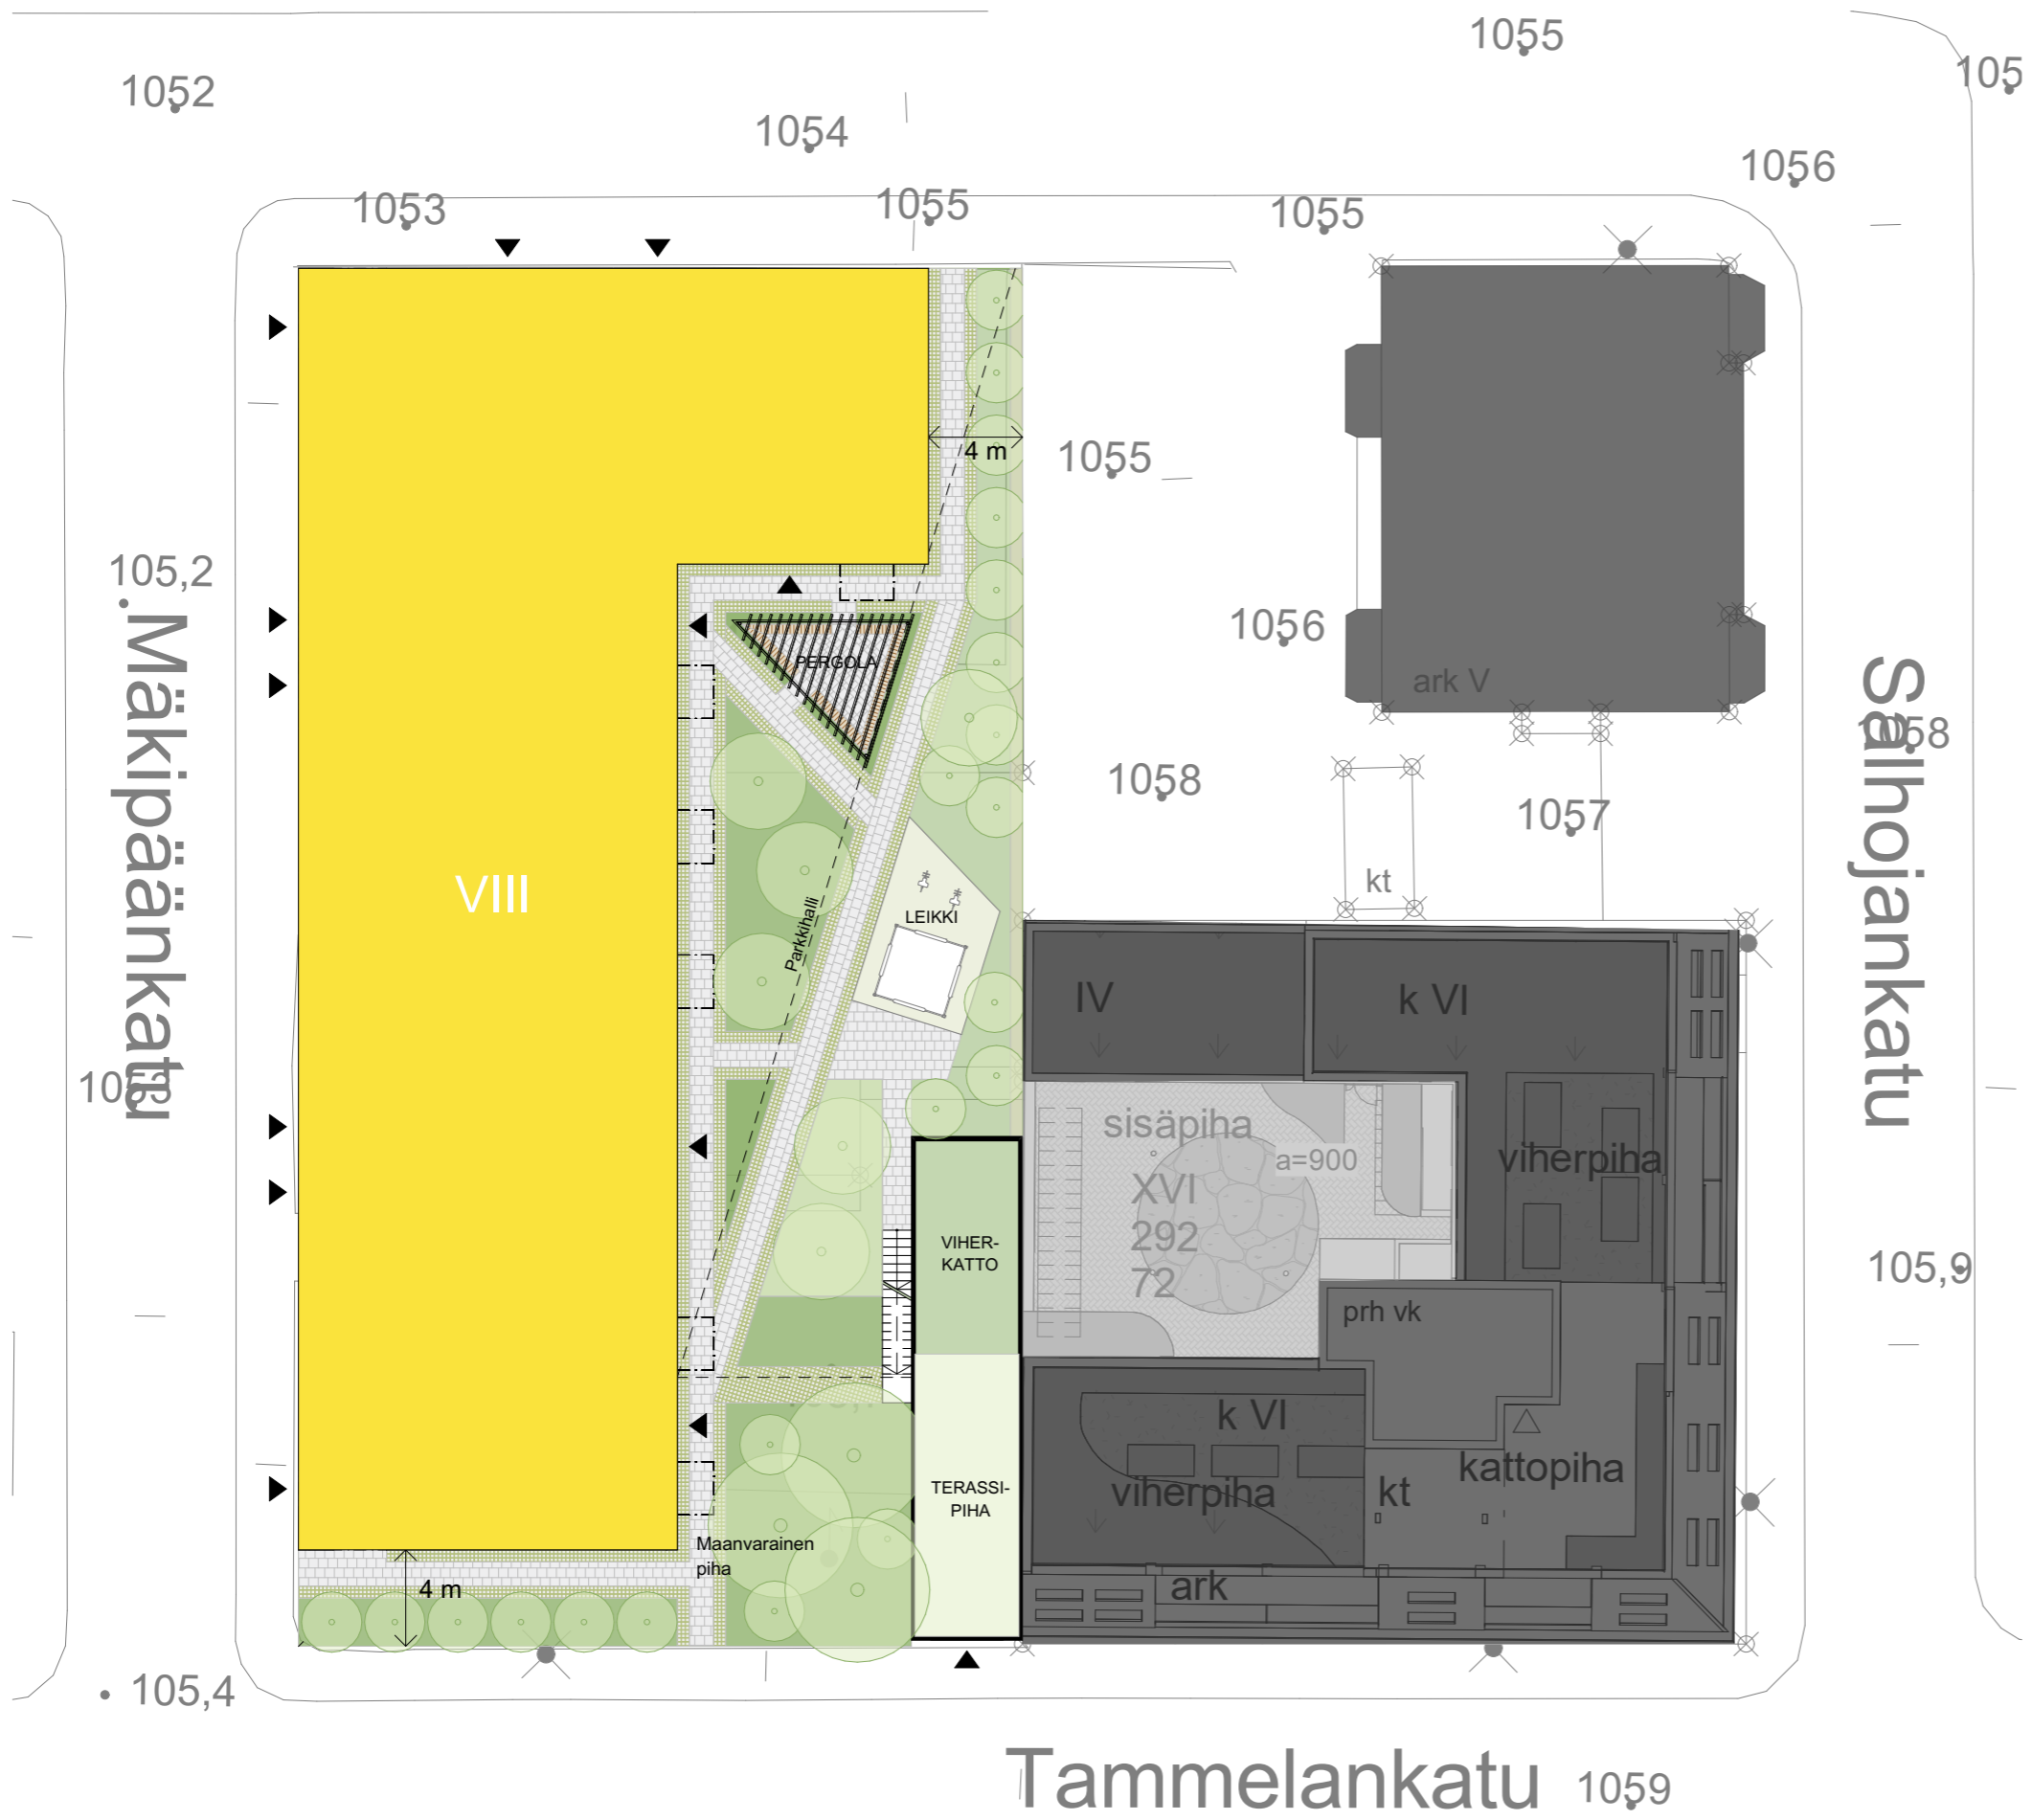 1055
105
1052
1054
1056
1053
1055
1055
4 m
1055
105,2
Mäkipäänkatu
1056
PERGOLA
ark V
Salhojankatu
1058
1058
1057
kt
VIII
LEIKKI
Parkkihalli
IV
k VI
sisäpiha
a=900
viherpiha
XVI
292
72
VIHER-
KATTO
105,9
prh vk
k VI
kattopiha
viherpiha
kt
TERASSI-
PIHA
Maanvarainen
piha
4 m
ark
105,4
Tammelankatu
1059